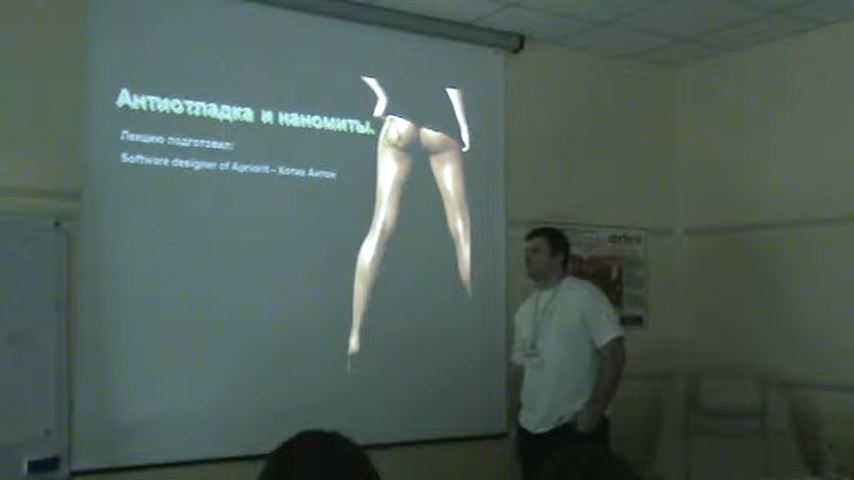 Антиотладка и наномиты.
Лекцию подготовил:
Software designer of Apriorit – Котик Антон